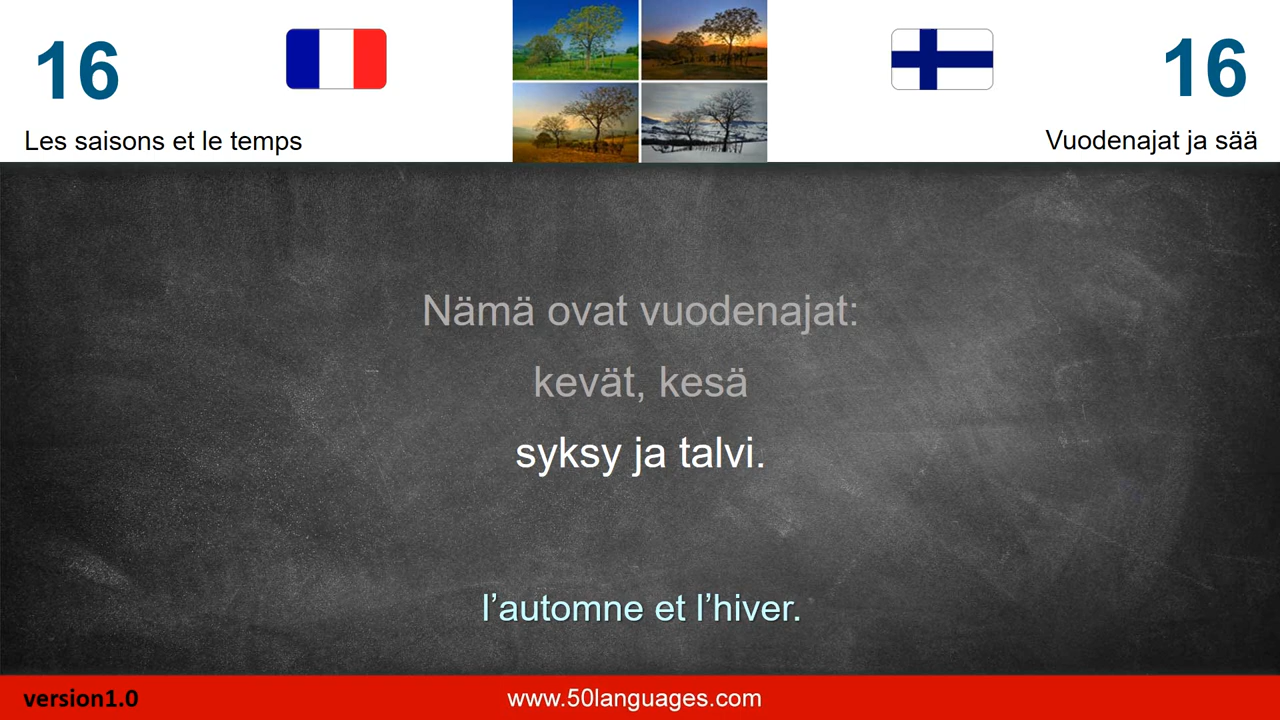 16
16
Les saisons et le temps
Vuodenajat ja sää
Nämä ovat vuodenajat:
kevät, kesä
syksy ja talvi.
l’automne et l’hiver.
version1.0
www.50languages.com